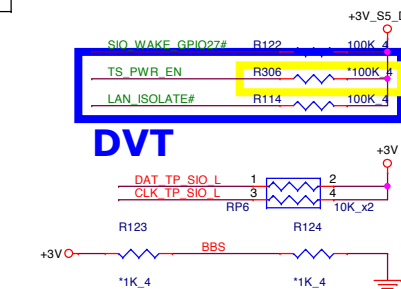 +3V_S5_D
SIO_WAKE_GPIO27# R122 100K_4
TS_PWR_EN R306 *100K_4
LAN_ISOLATE# R114 100K_4
DVT
+3V
DAT_TP_SIO_L 1 2
CLK_TP_SIO_L 3 4
RP6 10K_x2
R123 R124
+3V BBS
*1K_4 *1K_4